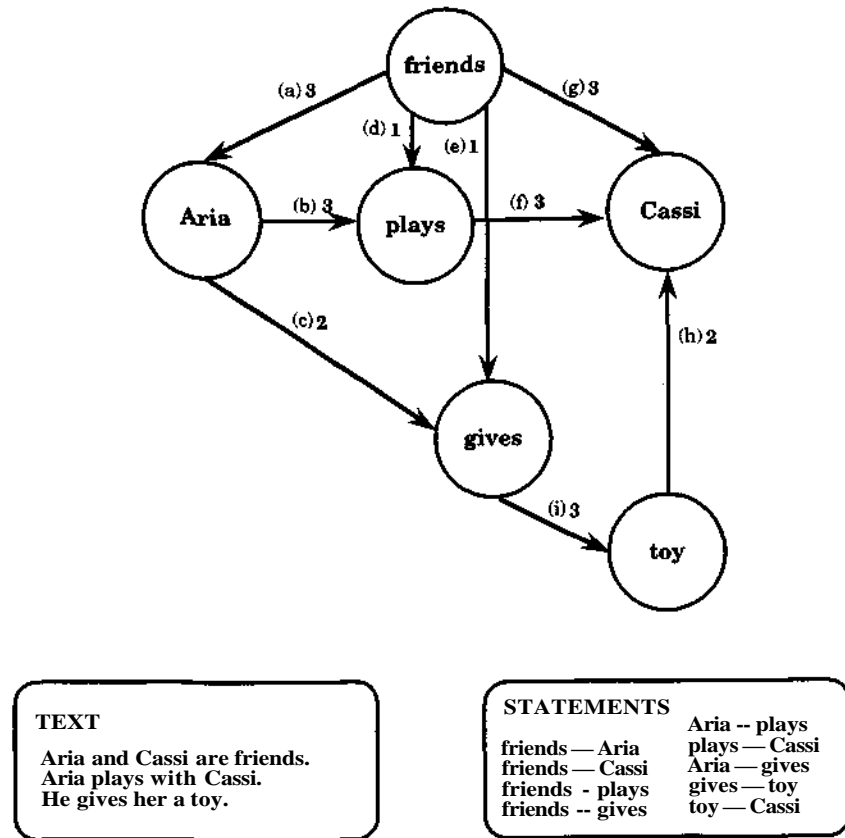 friends
(a) 3
(g) 3
(d) 1
(e) 1
Aria
(b) 3
plays
(f) 3
Cassi
(c) 2
(h) 2
gives
(i) 3
toy
TEXT
Aria and Cassi are friends.
Aria plays with Cassi.
He gives her a toy.
STATEMENTS
friends — Aria
friends — Cassi
friends - plays
friends -- gives
Aria -- plays
plays — Cassi
Aria — gives
gives — toy
toy — Cassi